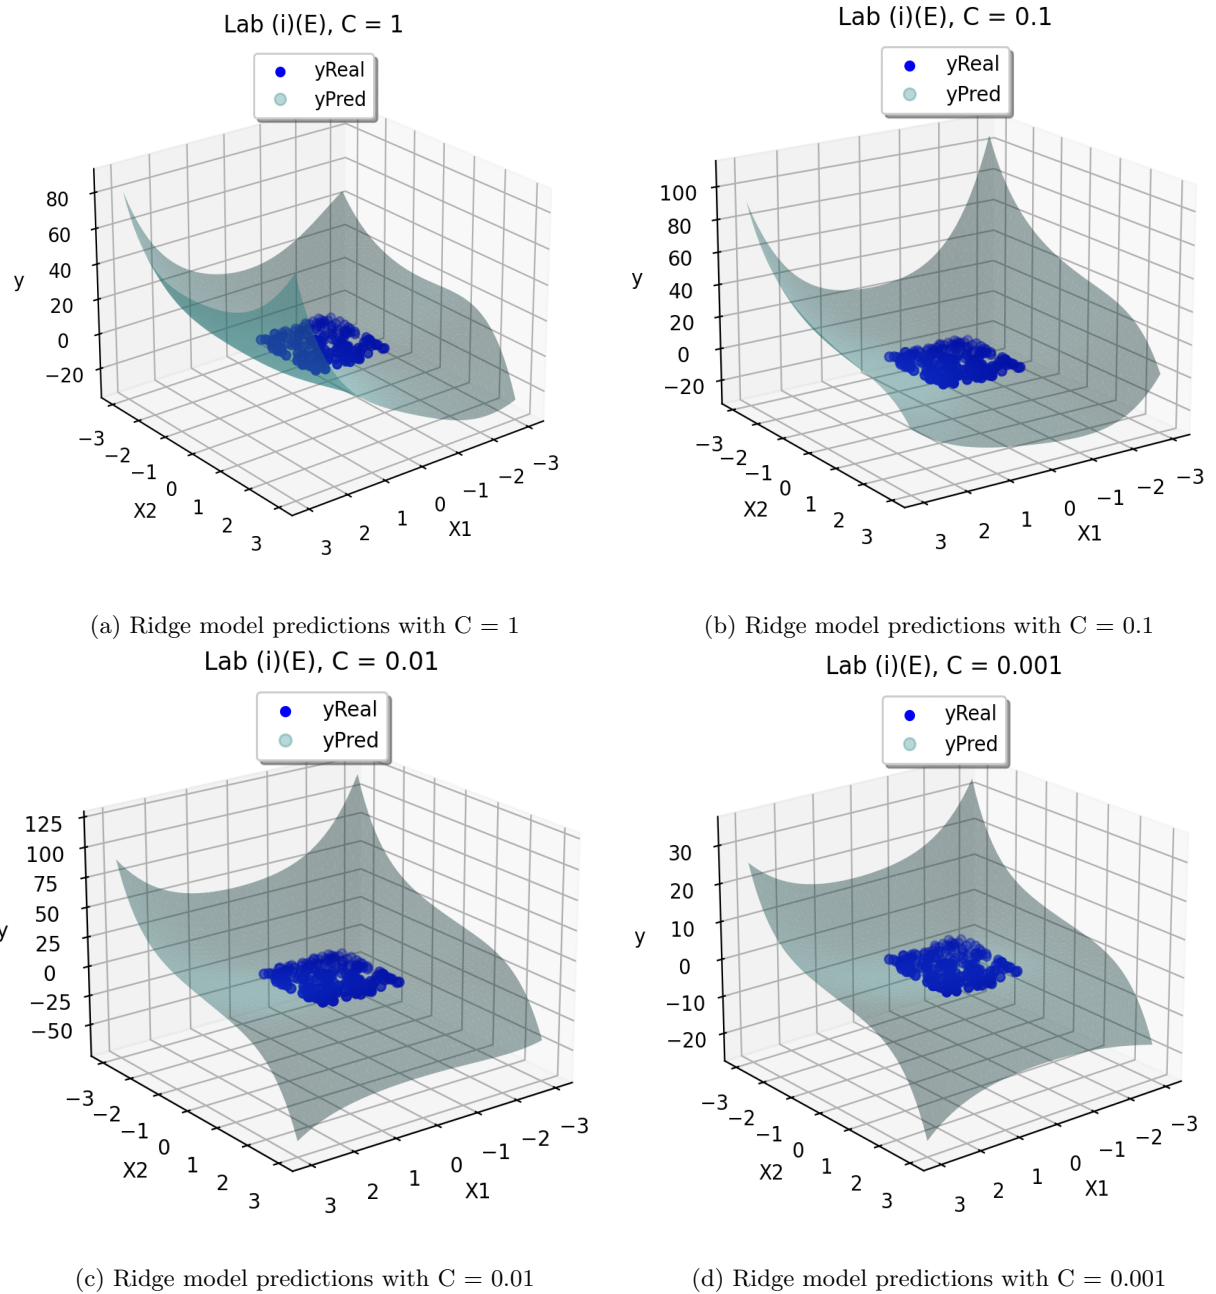 Lab (i)(E), C = 1
yReal
yPred
80
60
40
20
0
−20
y
−3
−2
−1
0
1
2
3
X2
3
2
1
0
−1
−2
−3
X1
(a) Ridge model predictions with C = 1
Lab (i)(E), C = 0.1
yReal
yPred
100
80
60
40
20
0
−20
y
−3
−2
−1
0
1
2
3
X2
3
2
1
0
−1
−2
−3
X1
(b) Ridge model predictions with C = 0.1
Lab (i)(E), C = 0.01
yReal
yPred
125
100
75
50
25
0
−25
−50
y
−3
−2
−1
0
1
2
3
X2
3
2
1
0
−1
−2
−3
X1
(c) Ridge model predictions with C = 0.01
Lab (i)(E), C = 0.001
yReal
yPred
30
20
10
0
−10
−20
y
−3
−2
−1
0
1
2
3
X2
3
2
1
0
−1
−2
−3
X1
(d) Ridge model predictions with C = 0.001